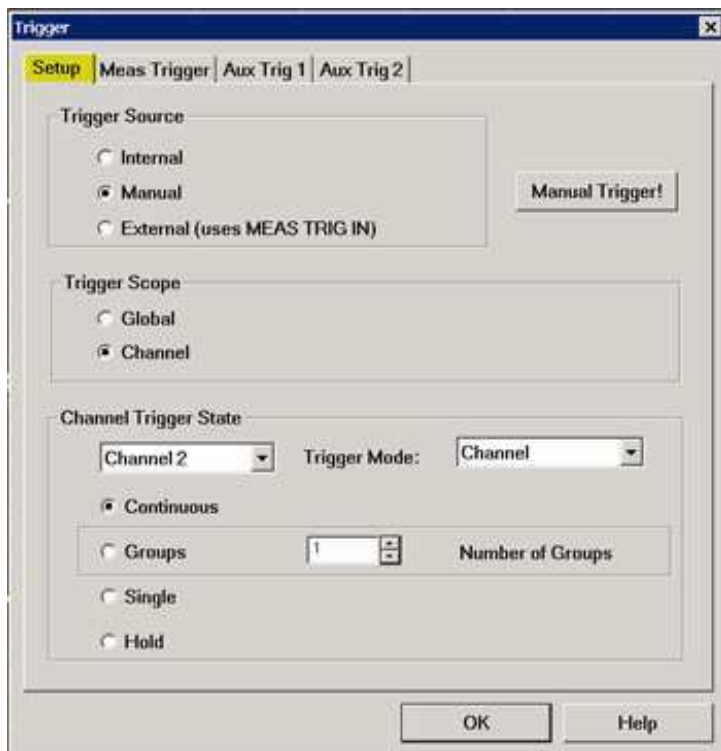 Trigger
Setup Meas Trigger Aux Trig 1 Aux Trig 2
Trigger Source
Internal
Manual
Manual Trigger!
External (uses MEAS TRIG IN)
Trigger Scope
Global
Channel
Channel Trigger State
Channel 2 Trigger Mode: Channel
Continuous
Groups 1 Number of Groups
Single
Hold
OK Help